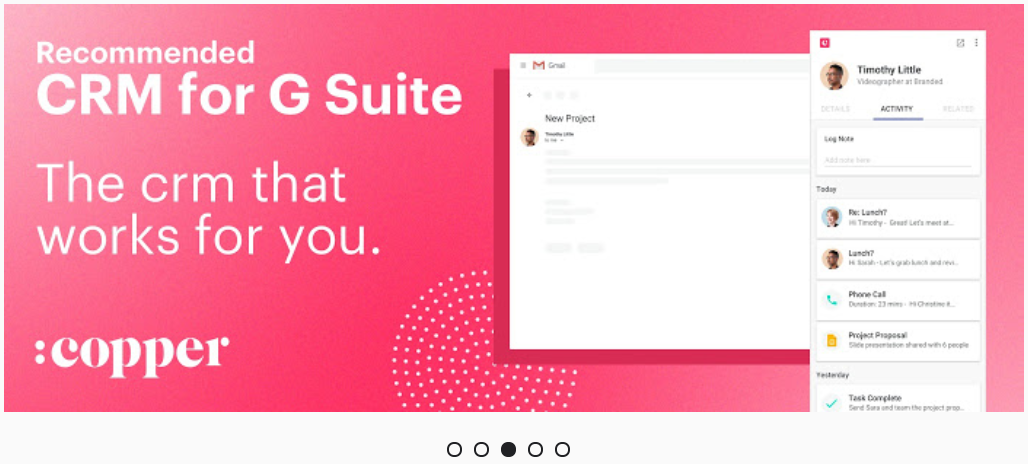 Recommended
CRM for G Suite
The crm that
works for you.
:copper
Gmail
New Project
Timothy Little
to me
Timothy Little
Videographer at Branded
DETAILS
ACTIVITY
RELATED
Log Note
Add note here
Today
Re: Lunch?
Hi Timothy - Great! Let's meet at...
Lunch?
Hi Sarah - Let's grab lunch and revi...
Phone Call
Duration: 23 mins - Hi Christine it...
Project Proposal
Slide presentation shared with 6 people
Yesterday
Task Complete
Send Sara and team the project prop...